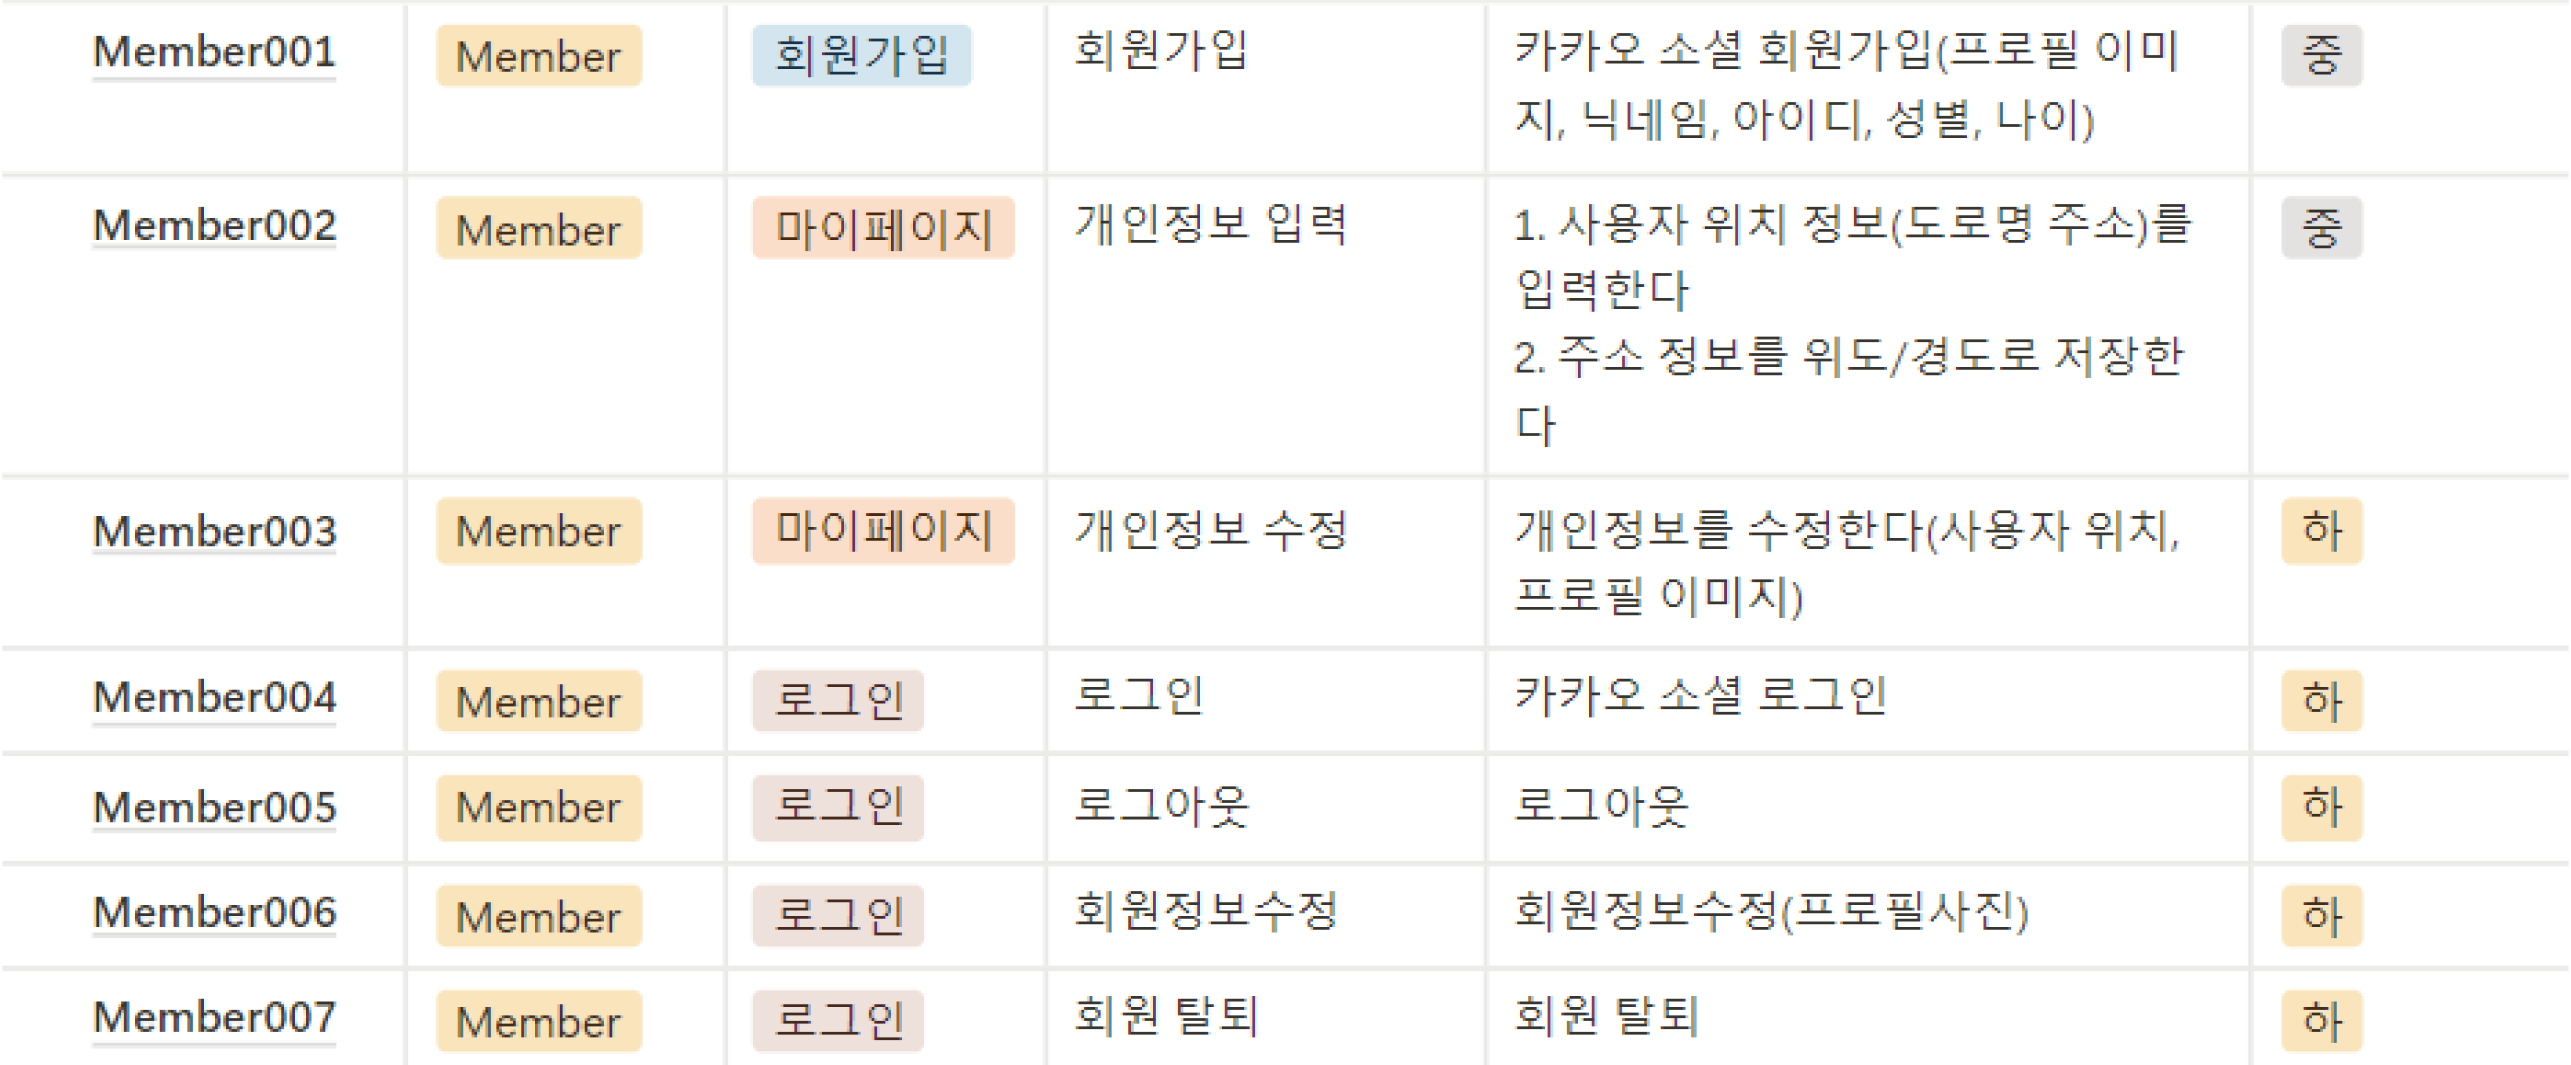 Member001 Member 회원가입 회원가입 카카오 소셜 회원가입(프로필 이미 중
지, 닉네임, 아이디, 성별, 나이)
Member002 Member 마이페이지 개인정보 입력 1. 사용자 위치 정보(도로명 주소)를 중
입력한다
2. 주소 정보를 위도/경도로 저장한
다
Member003 Member 마이페이지 개인정보 수정 개인정보를 수정한다(사용자 위치, 하
프로필 이미지)
Member004 Member 로그인 로그인 카카오 소셜 로그인 하
Member005 Member 로그인 로그아웃 로그아웃 하
Member006 Member 로그인 회원정보수정 회원정보수정(프로필사진) 하
Member007 Member 로그인 회원 탈퇴 회원 탈퇴 하